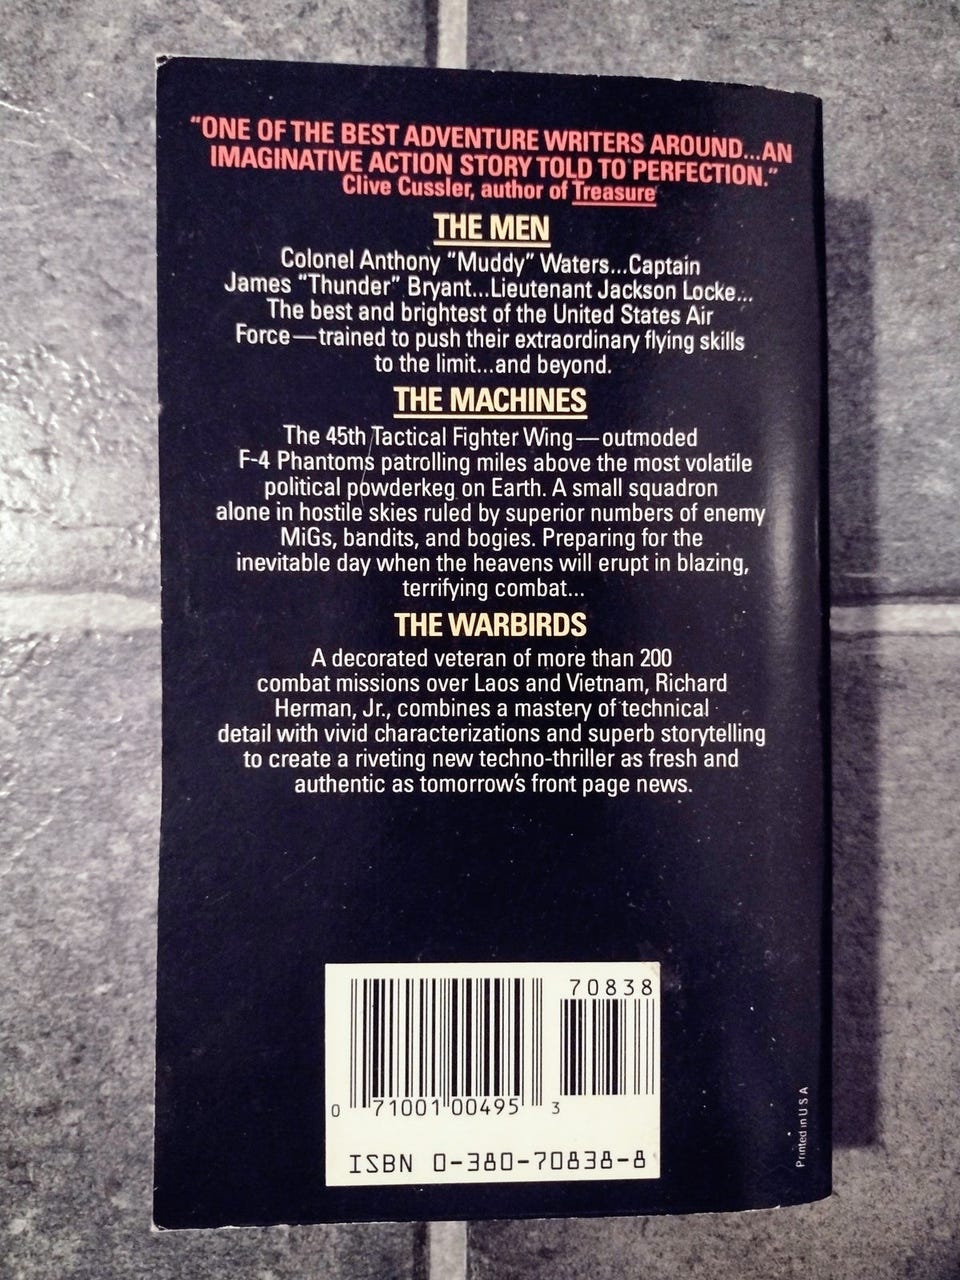 "ONE OF THE BEST ADVENTURE WRITERS AROUND...AN
IMAGINATIVE ACTION STORY TOLD TO PERFECTION."
Clive Cussler, author of Treasure
THE MEN
Colonel Anthony "Muddy" Waters...Captain
James "Thunder" Bryant...Lieutenant Jackson Locke...
The best and brightest of the United States Air
Force—trained to push their extraordinary flying skills
to the limit...and beyond.
THE MACHINES
The 45th Tactical Fighter Wing—outmoded
F-4 Phantoms patrolling miles above the most volatile
political powderkeg on Earth. A small squadron
alone in hostile skies ruled by superior numbers of enemy
MiGs, bandits, and bogies. Preparing for the
inevitable day when the heavens will erupt in blazing,
terrifying combat...
THE WARBIRDS
A decorated veteran of more than 200
combat missions over Laos and Vietnam, Richard
Herman, Jr., combines a mastery of technical
detail with vivid characterizations and superb storytelling
to create a riveting new techno-thriller as fresh and
authentic as tomorrow's front page news.
70838
0 71001 00495 3
ISBN 0-380-70838-8
Printed in U S A